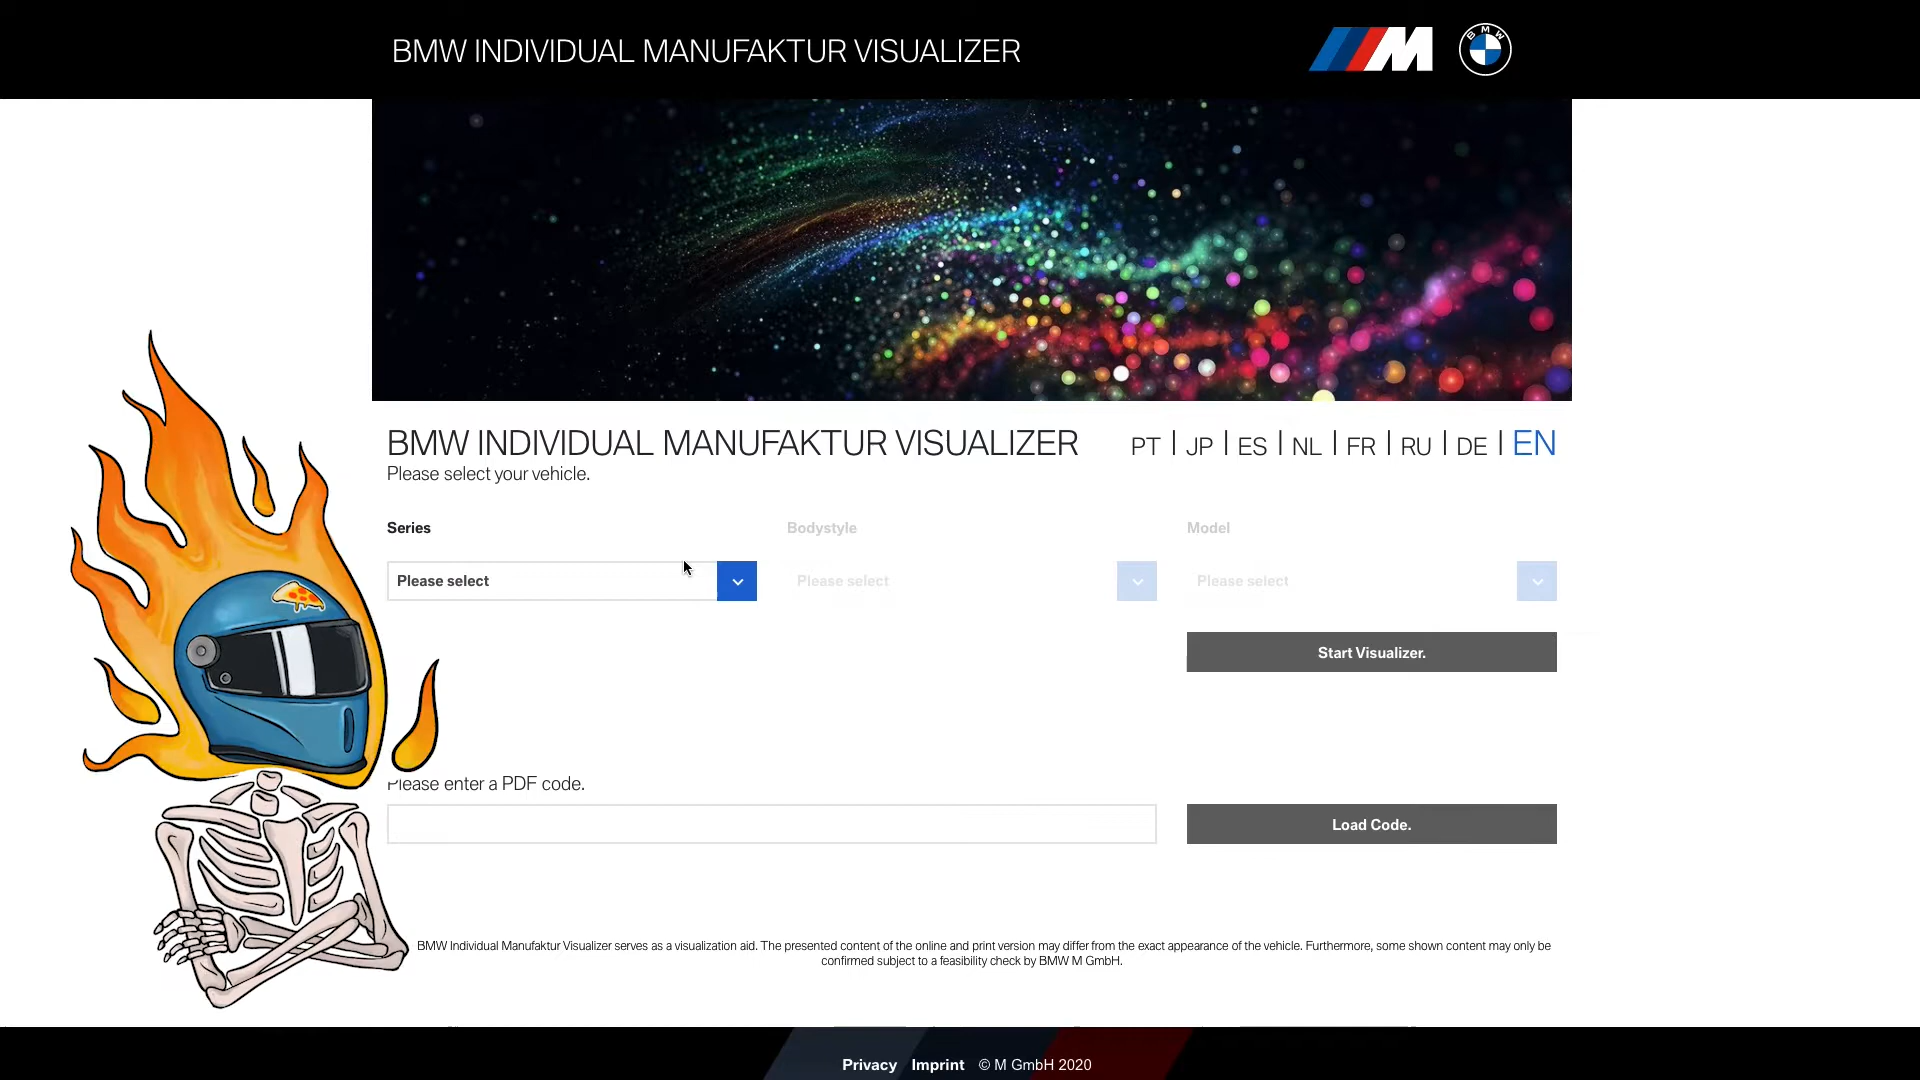 BMW INDIVIDUAL MANUFAKTUR VISUALIZER
M
BMW
BMW INDIVIDUAL MANUFAKTUR VISUALIZER
PT | JP | ES | NL | FR | RU | DE | EN
Please select your vehicle.
Series
Bodystyle
Model
Please select
Please select
Please select
Start Visualizer.
Please enter a PDF code.
Load Code.
BMW Individual Manufaktur Visualizer serves as a visualization aid. The presented content of the online and print version may differ from the exact appearance of the vehicle. Furthermore, some shown content may only be
confirmed subject to a feasibility check by BMW M GmbH.
Privacy Imprint © M GmbH 2020